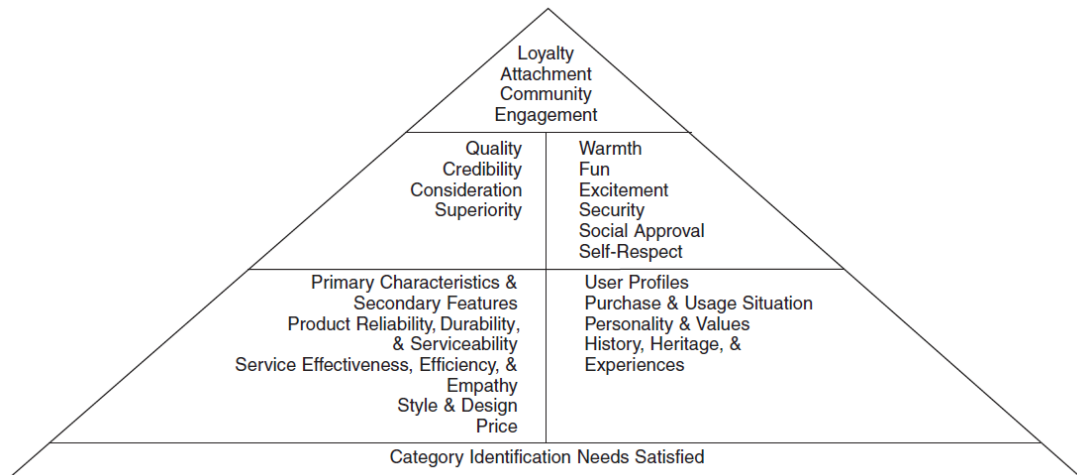 Loyalty
Attachment
Community
Engagement
Quality
Credibility
Consideration
Superiority
Warmth
Fun
Excitement
Security
Social Approval
Self-Respect
Primary Characteristics &
Secondary Features
Product Reliability, Durability,
& Serviceability
Service Effectiveness, Efficiency, &
Empathy
Style & Design
Price
User Profiles
Purchase & Usage Situation
Personality & Values
History, Heritage, &
Experiences
Category Identification Needs Satisfied